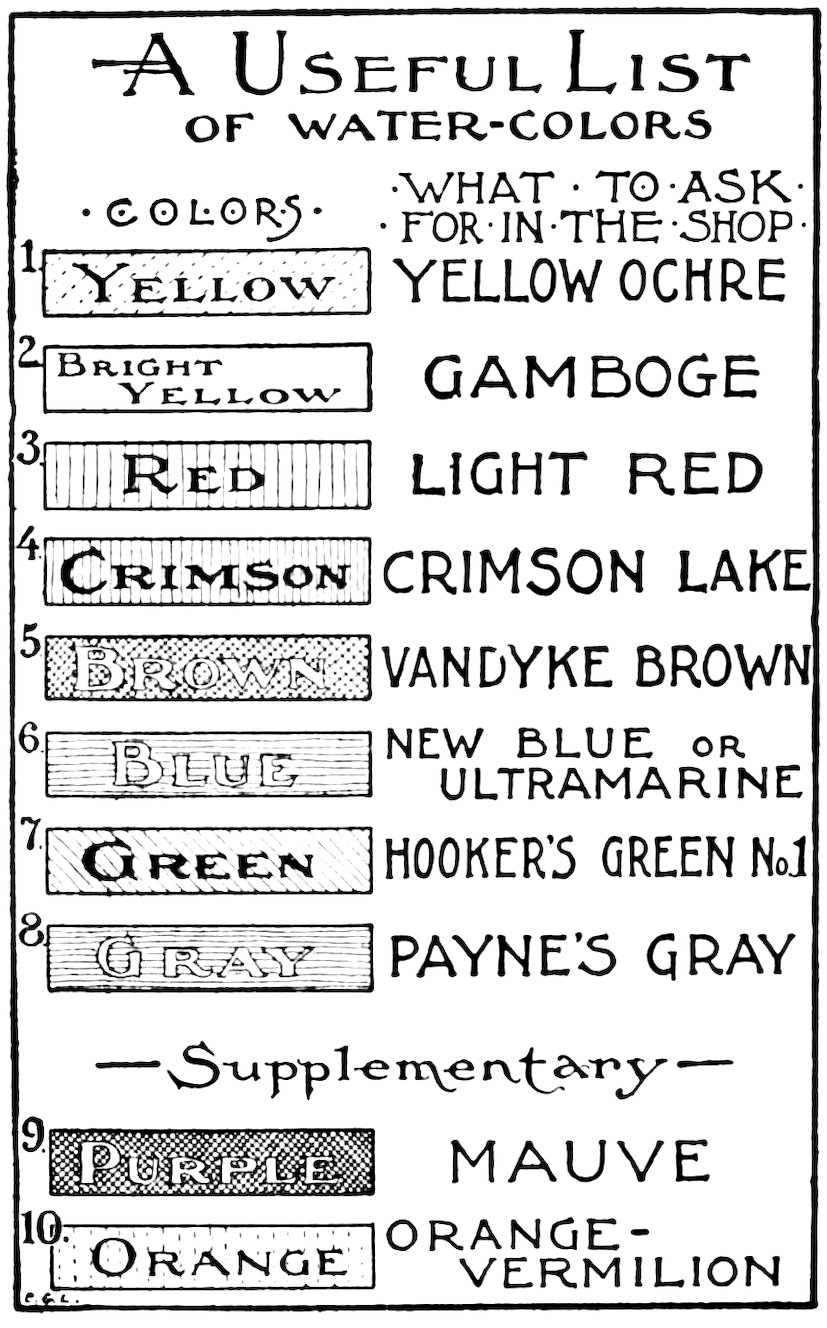 A USEFUL LIST
OF WATER-COLORS
·COLORS·
·WHAT·TO·ASK·
·FOR·IN·THE·SHOP·
1. YELLOW YELLOW OCHRE
2. BRIGHT YELLOW GAMBOGE
3. RED LIGHT RED
4. CRIMSON CRIMSON LAKE
5. BROWN VANDYKE BROWN
6. BLUE NEW BLUE OR
ULTRAMARINE
7. GREEN HOOKER'S GREEN No.1
8. GRAY PAYNE'S GRAY
—Supplementary—
9. PURPLE MAUVE
10. ORANGE ORANGE-
VERMILION
C.G.L.